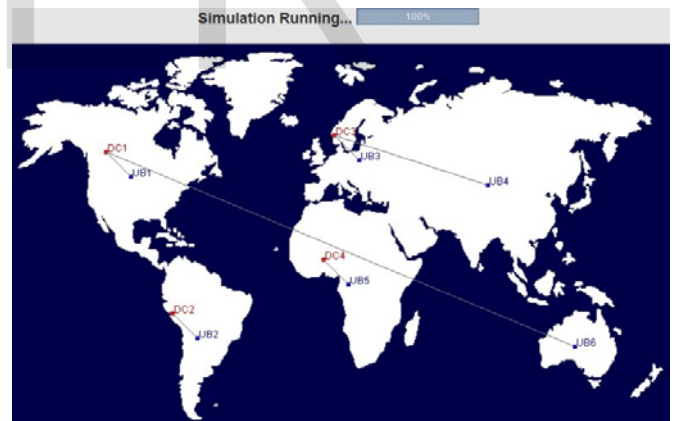 Simulation Running... 100%
DC3
DC1
UB3
UB1
UB4
DC4
UB5
DC2
UB2
UB6